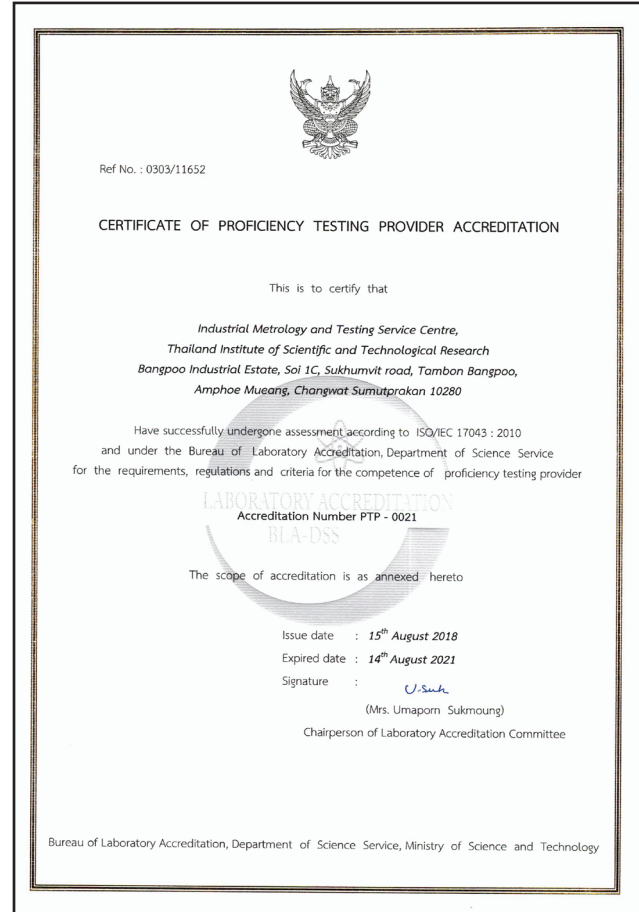 Ref No. : 0303/11652
CERTIFICATE OF PROFICIENCY TESTING PROVIDER ACCREDITATION
This is to certify that
Industrial Metrology and Testing Service Centre,
Thailand Institute of Scientific and Technological Research
Bangpoo Industrial Estate, Soi 1C, Sukhumvit road, Tambon Bangpoo,
Amphoe Mueang, Changwat Sumutprakan 10280
Have successfully undergone assessment according to ISO/IEC 17043 : 2010
and under the Bureau of Laboratory Accreditation, Department of Science Service
for the requirements, regulations and criteria for the competence of proficiency testing provider
LABORATORY ACCREDITATION
Accreditation Number PTP - 0021
BLA-DSS
The scope of accreditation is as annexed hereto
Issue date : 15th August 2018
Expired date : 14th August 2021
Signature : U-Suk
(Mrs. Umaporn Sukmoung)
Chairperson of Laboratory Accreditation Committee
Bureau of Laboratory Accreditation, Department of Science Service, Ministry of Science and Technology